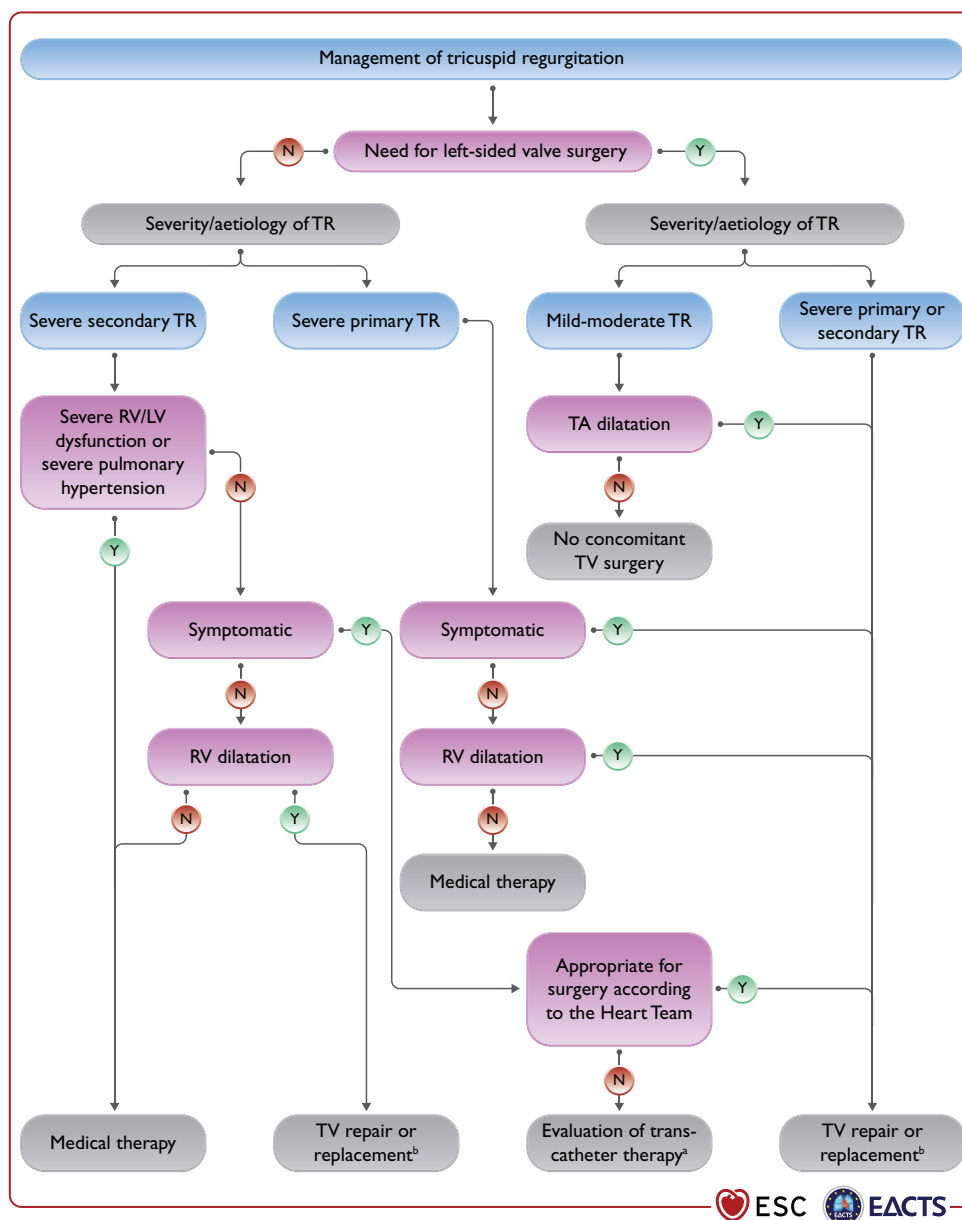 Management of tricuspid regurgitation
N
Need for left-sided valve surgery
Y
Severity/aetiology of TR
Severity/aetiology of TR
Severe secondary TR
Severe primary TR
Mild-moderate TR
Severe primary or
secondary TR
Severe RV/LV
dysfunction or
severe pulmonary
hypertension
TA dilatation
Y
N
N
No concomitant
TV surgery
Y
Symptomatic
Y
Symptomatic
Y
N
N
RV dilatation
RV dilatation
Y
N
Y
N
Medical therapy
Appropriate for
surgery according
to the Heart Team
Y
N
Medical therapy
TV repair or
replacementᵇ
Evaluation of trans-
catheter therapyᵃ
TV repair or
replacementᵇ
ESC
EACTS
EACTS